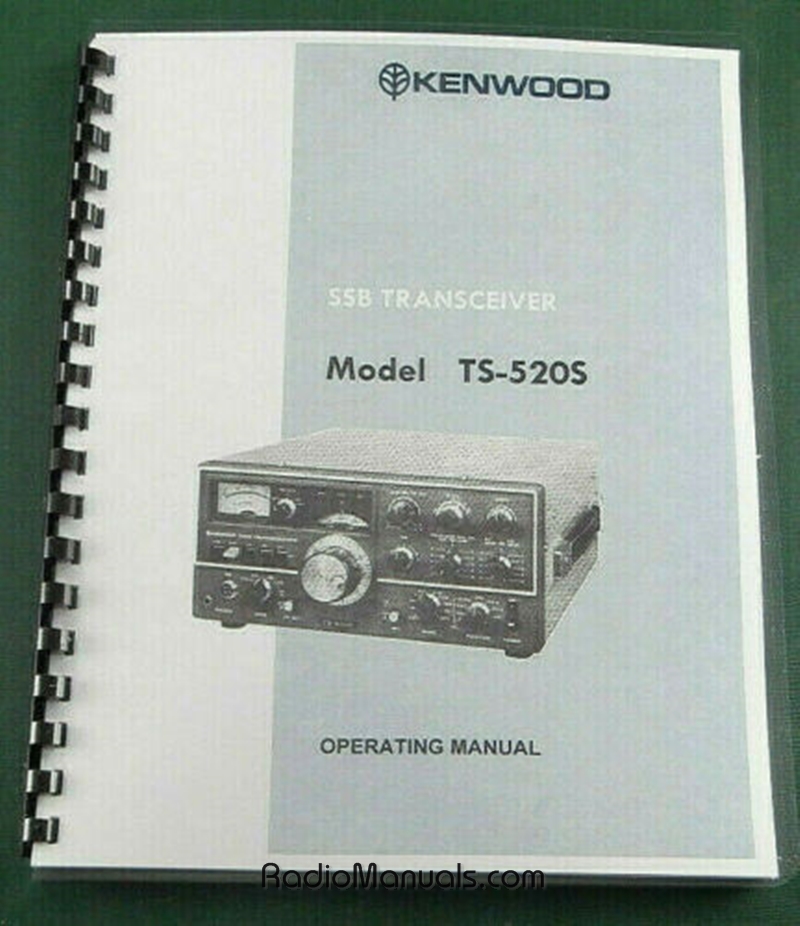 KENWOOD
SSB TRANSCEIVER
Model TS-520S
OPERATING MANUAL
RadioManuals.com